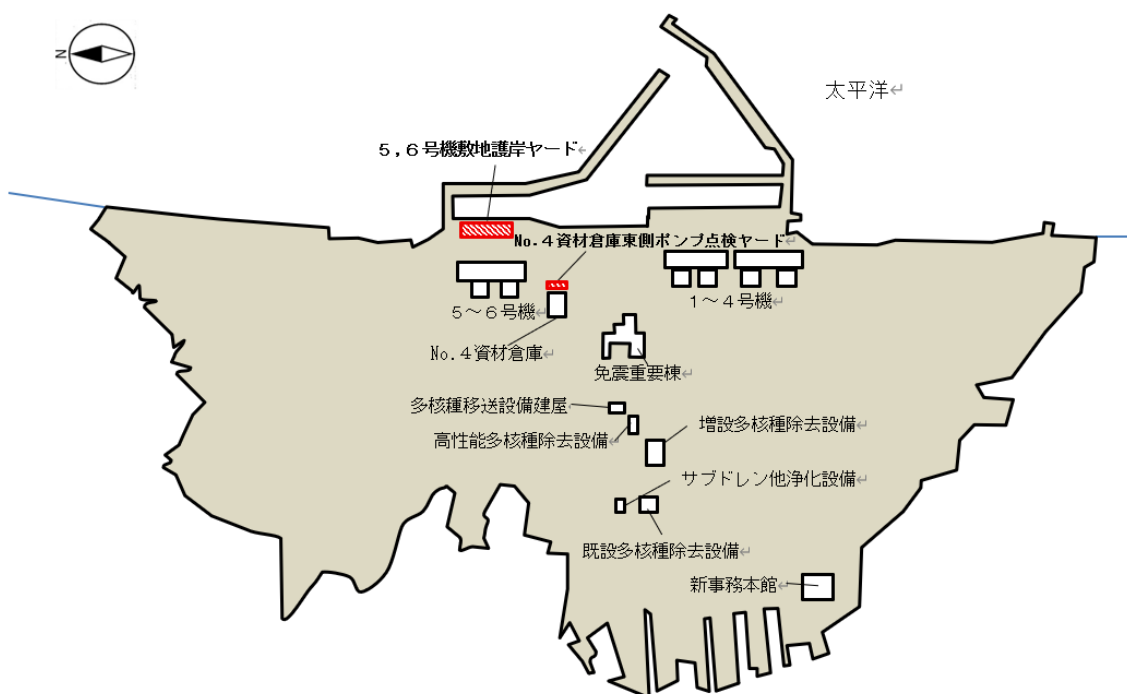 N
太平洋↵
５,６号機敷地護岸ヤード↵
No.４資材倉庫東側ポンプ点検ヤード↵
５～６号機↵
１～４号機↵
No.４資材倉庫↵
免震重要棟↵
多核種移送設備建屋↵
高性能多核種除去設備↵
増設多核種除去設備↵
サブドレン他浄化設備↵
既設多核種除去設備↵
新事務本館↵